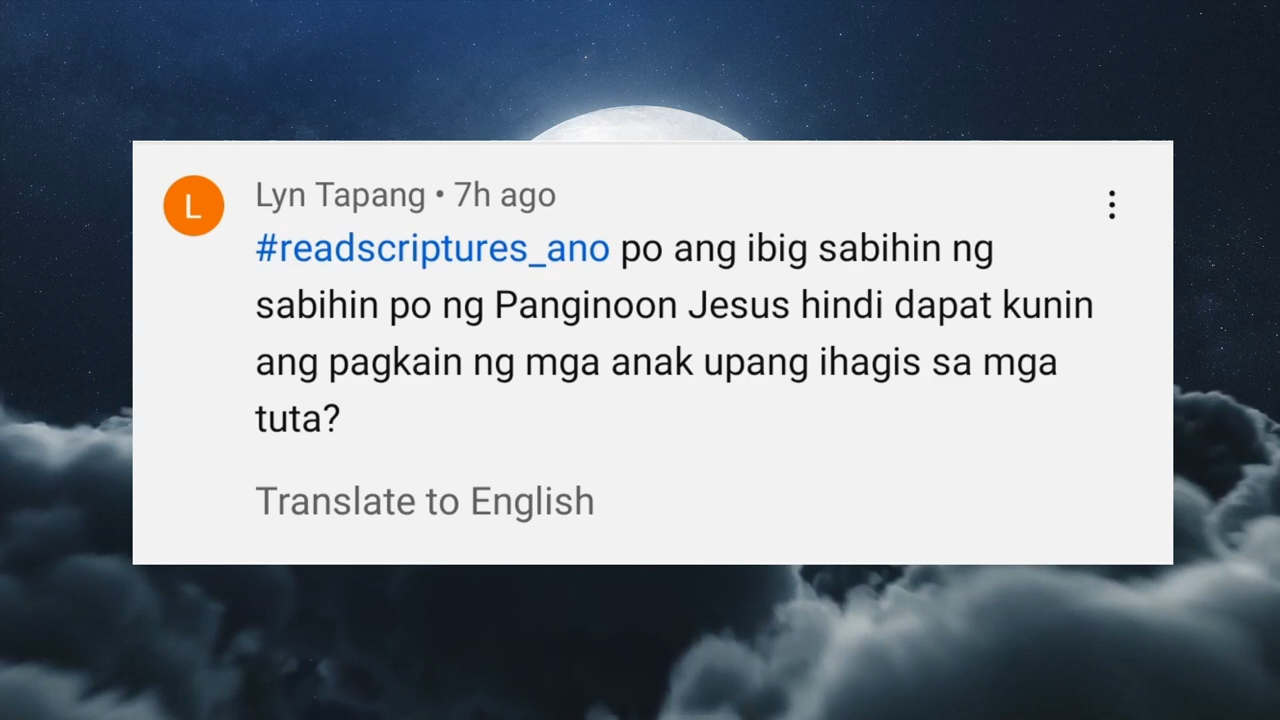 L
Lyn Tapang • 7h ago
#readscriptures_ano po ang ibig sabihin ng
sabihin po ng Panginoon Jesus hindi dapat kunin
ang pagkain ng mga anak upang ihagis sa mga
tuta?
Translate to English